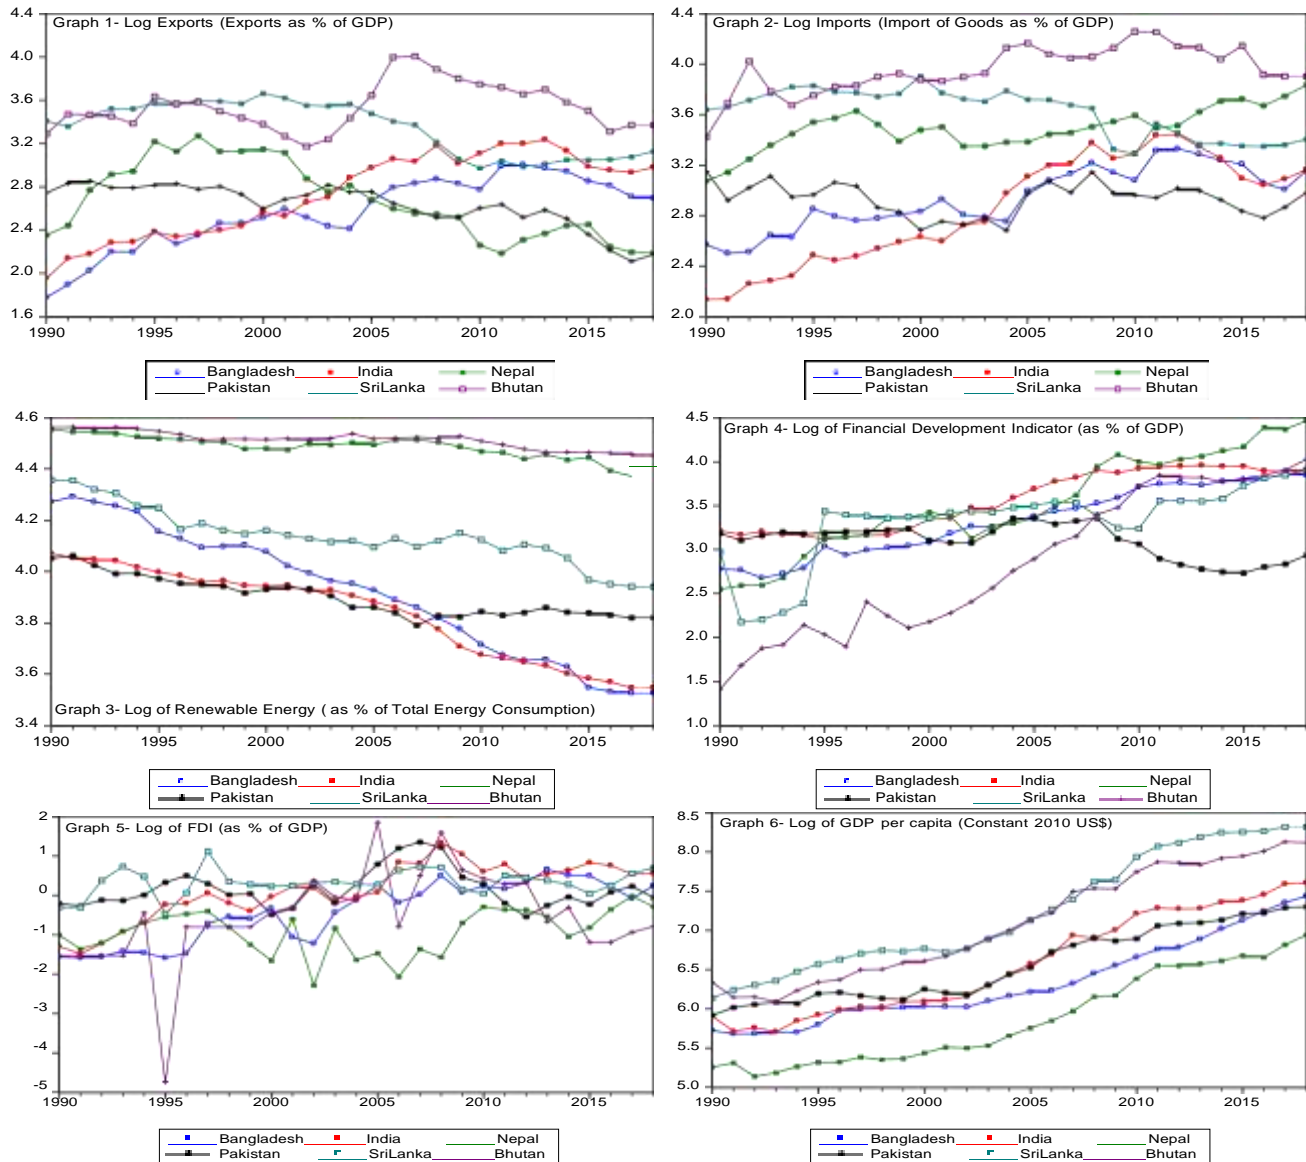 Graph 1- Log Exports (Exports as % of GDP)
4.4
4.0
3.6
3.2
2.8
2.4
2.0
1.6
1990 1995 2000 2005 2010 2015
Bangladesh India Nepal
Pakistan SriLanka Bhutan
Graph 2- Log Imports (Import of Goods as % of GDP)
4.4
4.0
3.6
3.2
2.8
2.4
2.0
1990 1995 2000 2005 2010 2015
Bangladesh India Nepal
Pakistan SriLanka Bhutan
4.6
4.4
4.2
4.0
3.8
3.6
3.4
Graph 3- Log of Renewable Energy ( as % of Total Energy Consumption)
1990 1995 2000 2005 2010 2015
Bangladesh India Nepal
Pakistan SriLanka Bhutan
Graph 4- Log of Financial Development Indicator (as % of GDP)
4.5
4.0
3.5
3.0
2.5
2.0
1.5
1.0
1990 1995 2000 2005 2010 2015
Bangladesh India Nepal
Pakistan SriLanka Bhutan
Graph 5- Log of FDI (as % of GDP)
2
1
0
-1
-2
-3
-4
-5
1990 1995 2000 2005 2010 2015
Bangladesh India Nepal
Pakistan SriLanka Bhutan
Graph 6- Log of GDP per capita (Constant 2010 US$)
8.5
8.0
7.5
7.0
6.5
6.0
5.5
5.0
1990 1995 2000 2005 2010 2015
Bangladesh India Nepal
Pakistan SriLanka Bhutan